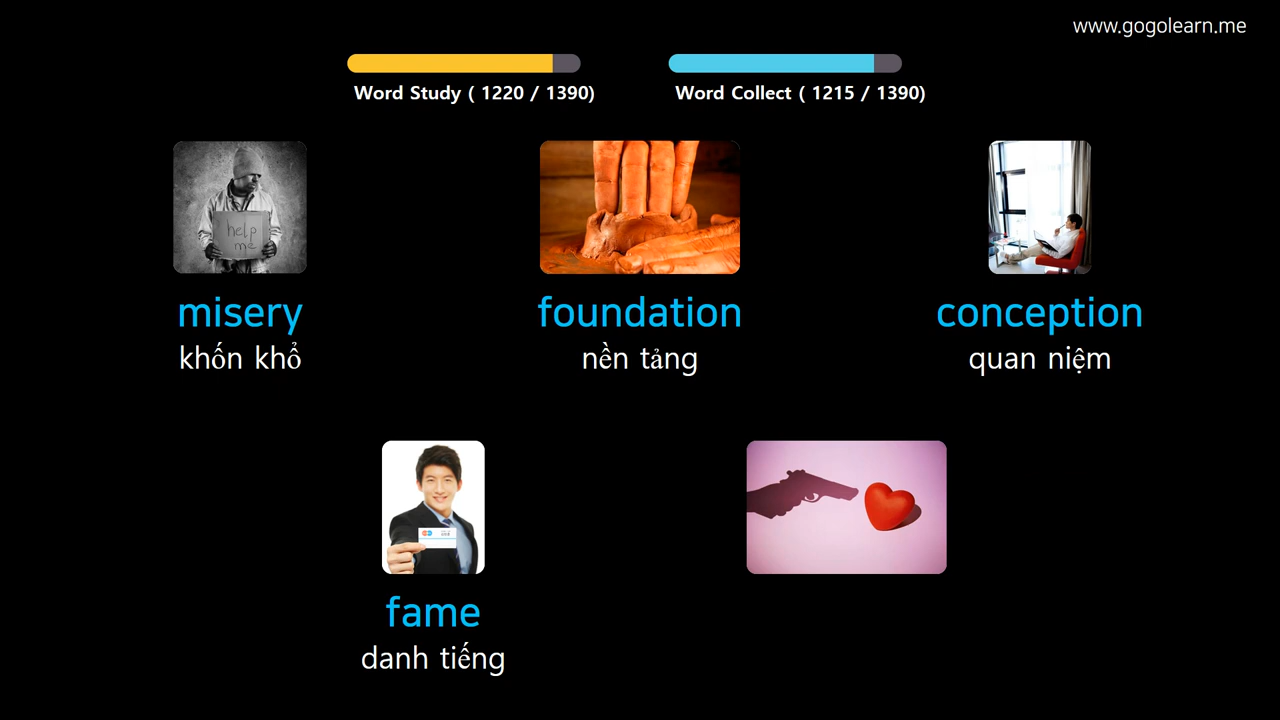 www.gogolearn.me
Word Study ( 1220 / 1390)
Word Collect ( 1215 / 1390)
help
me
misery
khốn khổ
foundation
nền tảng
conception
quan niệm
fame
danh tiếng